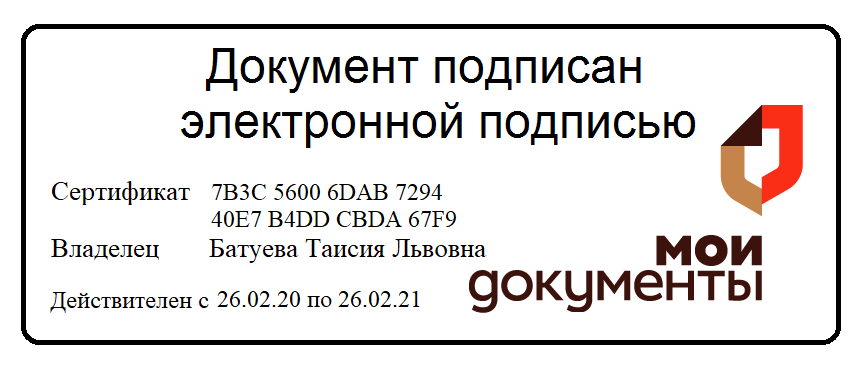 Документ подписан
электронной подписью
Сертификат 7B3C 5600 6DAB 7294
40E7 B4DD CBDA 67F9
Владелец Батуева Таисия Львовна
Действителен с 26.02.20 по 26.02.21
мои
документы